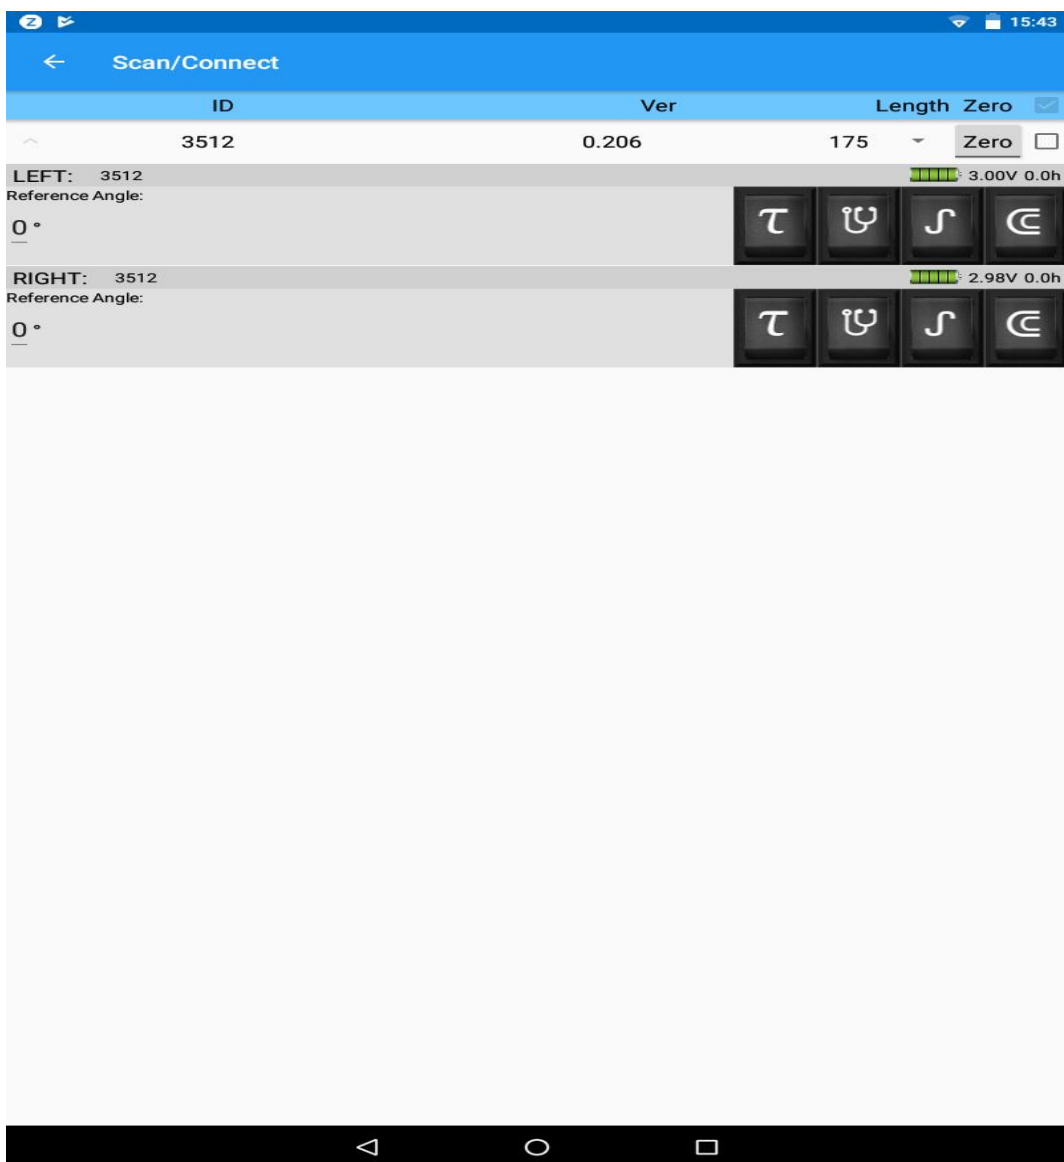 Z 15:43
Scan/Connect
ID Ver Length Zero
3512 0.206 175 Zero
LEFT: 3512 3.00V 0.0h
Reference Angle:
0 °
τ
RIGHT: 3512 2.98V 0.0h
Reference Angle:
0 °
τ